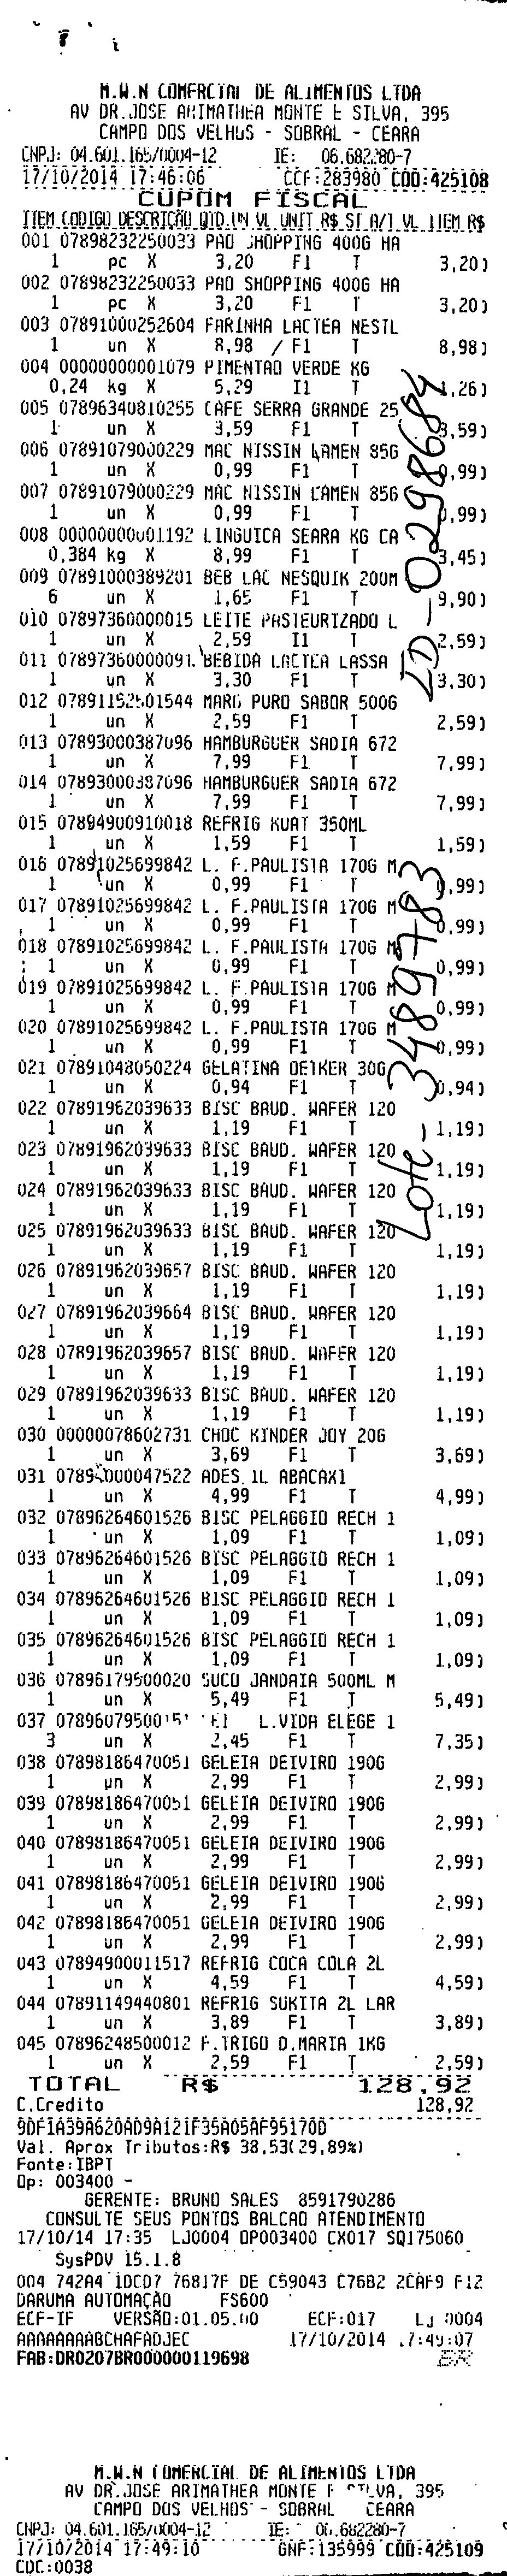 M.W.N COMERCIAL DE ALIMENTOS LTDA
AV DR.JOSE ARIMATHEA MONTE E SILVA, 395
CAMPO DOS VELHOS - SOBRAL - CEARA
CNPJ: 04.601.165/0004-12 IE: 06.682280-7
17/10/2014 17:46:06 CCF:283980 COO:425108
CUPOM FISCAL
ITEM CODIGO DESCRIÇÃO QTD.UN VL UNIT R$ ST A/T VL ITEM R$
001 07898232250033 PAO SHOPPING 400G HA
1 pc X 3,20 F1 T 3,20
002 07898232250033 PAO SHOPPING 400G HA
1 pc X 3,20 F1 T 3,20
003 07891000252604 FARINHA LACTEA NESTL
1 un X 8,98 / F1 T 8,98
004 00000000001079 PIMENTAO VERDE KG
0,24 kg X 5,29 I1 T 1,26
005 07896340810255 CAFE SERRA GRANDE 25
1 un X 3,59 F1 T 3,59
006 07891079000229 MAC NISSIN LAMEN 85G
1 un X 0,99 F1 T 0,99
007 07891079000229 MAC NISSIN LAMEN 85G
1 un X 0,99 F1 T 0,99
008 00000000001192 LINGUICA SEARA KG CA
0,384 kg X 8,99 F1 T 3,45
009 07891000389201 BEB LAC NESQUIK 200M
6 un X 1,65 F1 T 9,90
010 07897360000015 LEITE PASTEURIZADO L
1 un X 2,59 I1 T 2,59
011 07897360000091 BEBIDA LACTEA LASSA
1 un X 3,30 F1 T 3,30
012 07891152501544 MARG PURO SABOR 500G
1 un X 2,59 F1 T 2,59
013 07893000387096 HAMBURGUER SADIA 672
1 un X 7,99 F1 T 7,99
014 07893000387096 HAMBURGUER SADIA 672
1 un X 7,99 F1 T 7,99
015 07894900910018 REFRIG KUAT 350ML
1 un X 1,59 F1 T 1,59
016 07891025699842 L. F.PAULISTA 170G M
1 un X 0,99 F1 T 0,99
017 07891025699842 L. F.PAULISTA 170G M
1 un X 0,99 F1 T 0,99
018 07891025699842 L. F.PAULISTA 170G M
1 un X 0,99 F1 T 0,99
019 07891025699842 L. F.PAULISTA 170G M
1 un X 0,99 F1 T 0,99
020 07891025699842 L. F.PAULISTA 170G M
1 un X 0,99 F1 T 0,99
021 07891048050224 GELATINA OETKER 30G
1 un X 0,94 F1 T 0,94
022 07891962039633 BISC BAUD. WAFER 120
1 un X 1,19 F1 T 1,19
023 07891962039633 BISC BAUD. WAFER 120
1 un X 1,19 F1 T 1,19
024 07891962039633 BISC BAUD. WAFER 120
1 un X 1,19 F1 T 1,19
025 07891962039633 BISC BAUD. WAFER 120
1 un X 1,19 F1 T 1,19
026 07891962039657 BISC BAUD. WAFER 120
1 un X 1,19 F1 T 1,19
027 07891962039664 BISC BAUD. WAFER 120
1 un X 1,19 F1 T 1,19
028 07891962039657 BISC BAUD. WAFER 120
1 un X 1,19 F1 T 1,19
029 07891962039633 BISC BAUD. WAFER 120
1 un X 1,19 F1 T 1,19
030 00000078602731 CHOC KINDER JOY 20G
1 un X 3,69 F1 T 3,69
031 ADES 1L ABACAXI
1 un X 4,99 F1 T 4,99
032 07896264601526 BISC PELAGGIO RECH 1
1 un X 1,09 F1 T 1,09
033 07896264601526 BISC PELAGGIO RECH 1
1 un X 1,09 F1 T 1,09
034 07896264601526 BISC PELAGGIO RECH 1
1 un X 1,09 F1 T 1,09
035 07896264601526 BISC PELAGGIO RECH 1
1 un X 1,09 F1 T 1,09
036 07896179500020 SUCO JANDAIA 500ML M
1 un X 5,49 F1 T 5,49
037 L.VIDA ELEGE 1
3 un X 2,45 F1 T 7,35
038 07898186470051 GELEIA DEIVIRO 190G
1 un X 2,99 F1 T 2,99
039 07898186470051 GELEIA DEIVIRO 190G
1 un X 2,99 F1 T 2,99
040 07898186470051 GELEIA DEIVIRO 190G
1 un X 2,99 F1 T 2,99
041 07898186470051 GELEIA DEIVIRO 190G
1 un X 2,99 F1 T 2,99
042 07898186470051 GELEIA DEIVIRO 190G
1 un X 2,99 F1 T 2,99
043 07894900011517 REFRIG COCA COLA 2L
1 un X 4,59 F1 T 4,59
044 07891149440801 REFRIG SUKITA 2L LAR
1 un X 3,89 F1 T 3,89
045 07896248500012 F.TRIGO D.MARIA 1KG
1 un X 2,59 F1 T 2,59
TOTAL R$ 128,92
C.Credito 128,92
9DF1A39A620AD9A121F35A05AF95170D
Val. Aprox Tributos:R$ 38,53(29,89%)
Fonte:IBPT
Op: 003400 -
GERENTE: BRUNO SALES 8591790286
CONSULTE SEUS PONTOS BALCAO ATENDIMENTO
17/10/14 17:35 LJ0004 OP003400 CX017 SQ175060
SysPDV 15.1.8
004 742A4 1DCD7 76817F DE C59043 C76B2 2CAF9 F12
DARUMA AUTOMAÇÃO FS600
ECF-IF VERSÃO:01.05.00 ECF:017 LJ 0004
AAAAAAAABCHAFADJEC 17/10/2014 17:49:07
FAB:DR0207BR000000119698 BR
ID-0298684
Lote-3489783
M.W.N COMERCIAL DE ALIMENTOS LTDA
AV DR.JOSE ARIMATHEA MONTE E SILVA, 395
CAMPO DOS VELHOS - SOBRAL CEARA
CNPJ: 04.601.165/0004-12 IE: 06.682280-7
17/10/2014 17:49:10 GNF:135999 COO:425109
CDC:0038